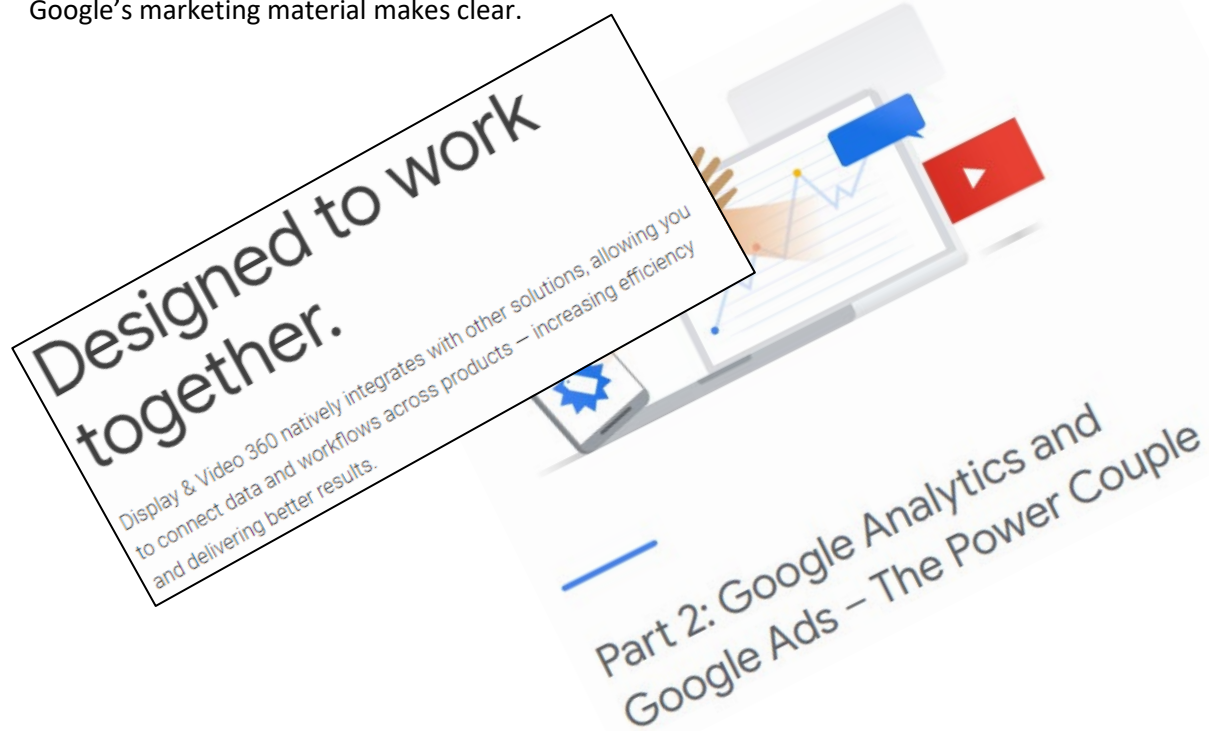 Google’s marketing material makes clear.
Designed to work
together.
Display & Video 360 natively integrates with other solutions, allowing you
to connect data and workflows across products – increasing efficiency
and delivering better results.
Part 2: Google Analytics and
Google Ads – The Power Couple